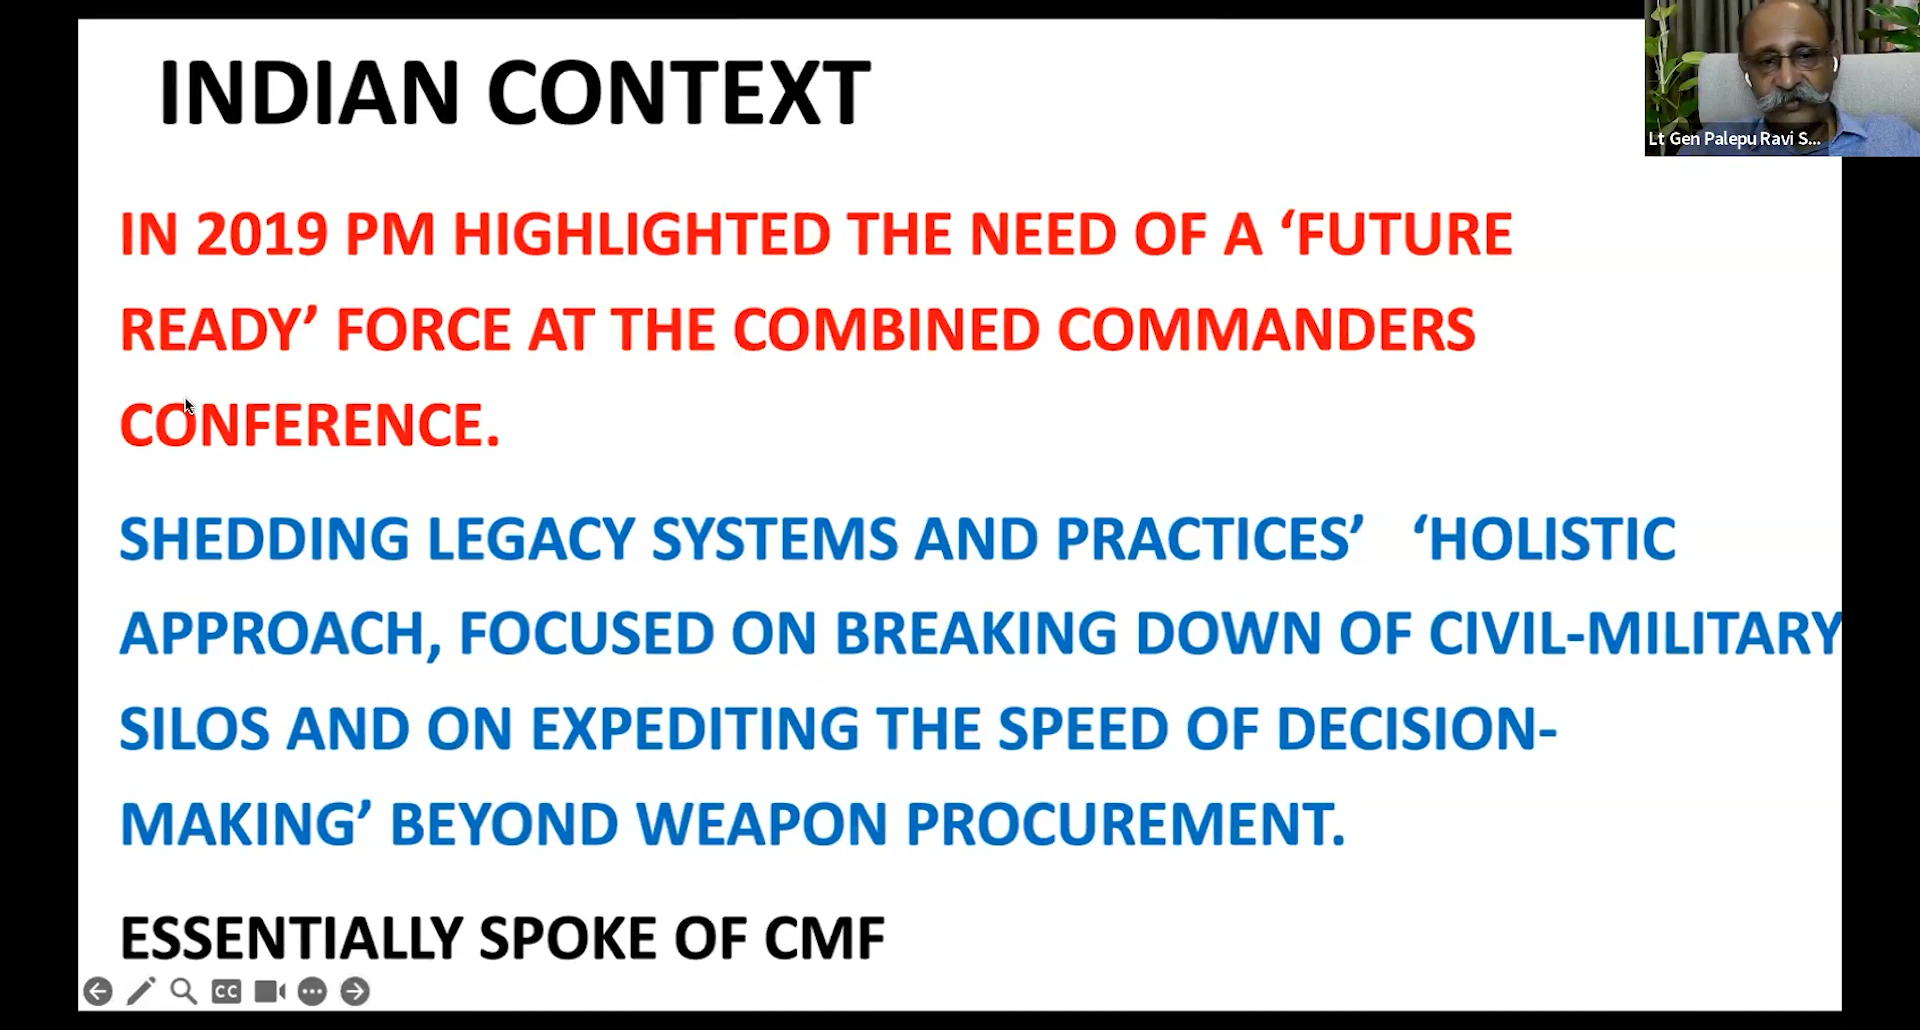 INDIAN CONTEXT
Lt Gen Palepu Ravi S...
IN 2019 PM HIGHLIGHTED THE NEED OF A ‘FUTURE
READY’ FORCE AT THE COMBINED COMMANDERS
CONFERENCE.
SHEDDING LEGACY SYSTEMS AND PRACTICES’ ‘HOLISTIC
APPROACH, FOCUSED ON BREAKING DOWN OF CIVIL-MILITARY
SILOS AND ON EXPEDITING THE SPEED OF DECISION-
MAKING’ BEYOND WEAPON PROCUREMENT.
ESSENTIALLY SPOKE OF CMF
CC